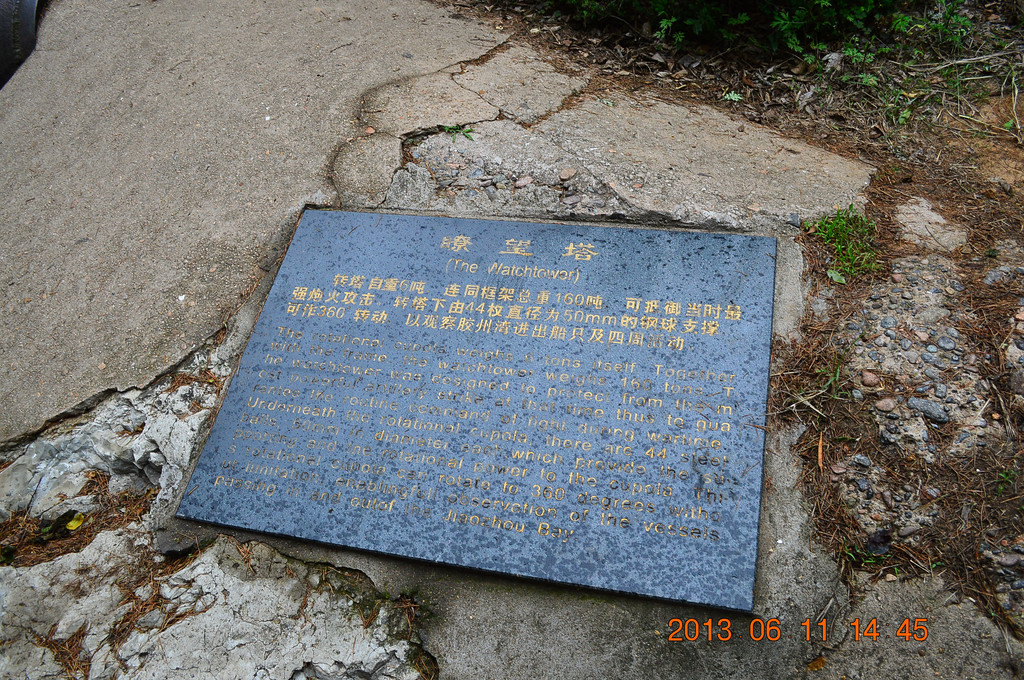 瞭望塔
(The Watchtowar)
转塔自重6吨 连同框架总重160吨 可抵御当时最
强炮火攻击 转塔下由44权直径为50mm的钢球支撑
可作360 转动 以观察胶州湾进出船只及四周 动
The rotational cupola weighs 6 tons itself Together
with the frame, the watchtower weighs 160 tons. T
he watchtower was designed to protect from the m
ost powerful artillery strike at that time thus to gua
rantee the routine command of fight during wartime.
Underneath the rotational cupola, there are 44 steel
balls, 50mm in diameter each which provide the su
pporting and the rotational power to the cupola. Thi
s rotational cupola can rotate to 360 degrees witho
ut limitation enabling full observation of the vessels
passing in and out of the Jiaozhou Bay
2013 06 11 14 45